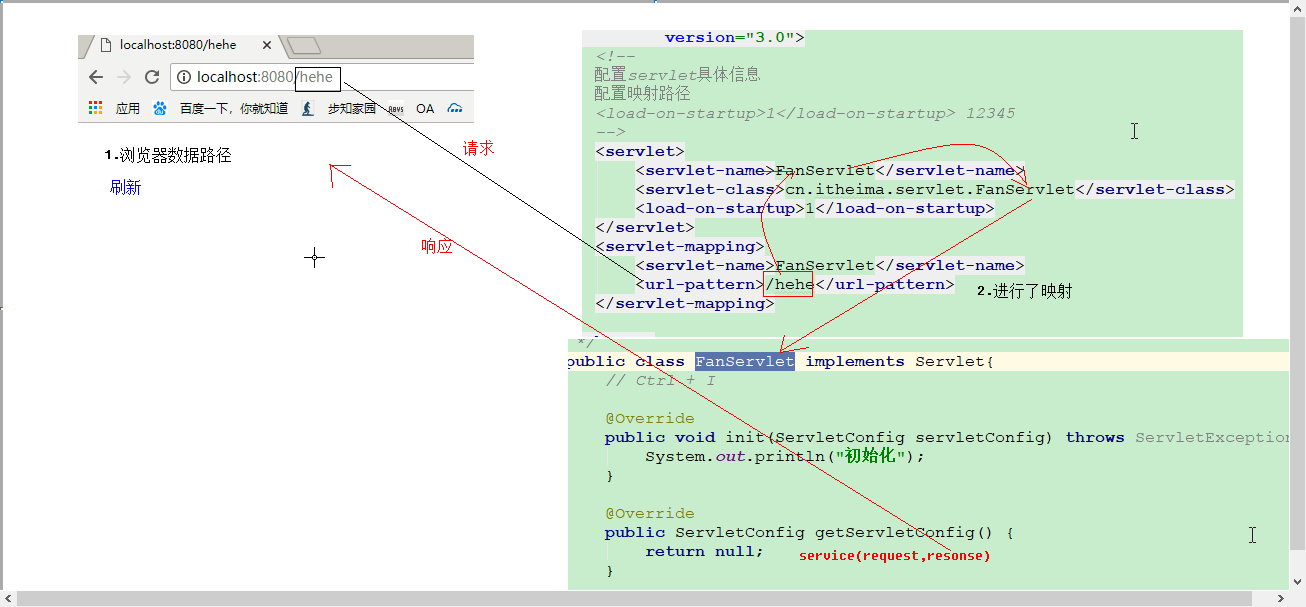 localhost:8080/hehe
localhost:8080/hehe
应用 百度一下，你就知道 步知家园 OA
1.浏览器数据路径
刷新
请求
响应
version="3.0">
<!--
配置servlet具体信息
配置映射路径
<load-on-startup>1</load-on-startup> 12345
-->
<servlet>
<servlet-name>FanServlet</servlet-name>
<servlet-class>cn.itheima.servlet.FanServlet</servlet-class>
<load-on-startup>1</load-on-startup>
</servlet>
<servlet-mapping>
<servlet-name>FanServlet</servlet-name>
<url-pattern>/hehe</url-pattern>
2.进行了映射
</servlet-mapping>
*/
public class FanServlet implements Servlet{
// Ctrl + I
@Override
public void init(ServletConfig servletConfig) throws ServletException
System.out.println("初始化");
}
@Override
public ServletConfig getServletConfig() {
return null;
service(request,resonse)
}